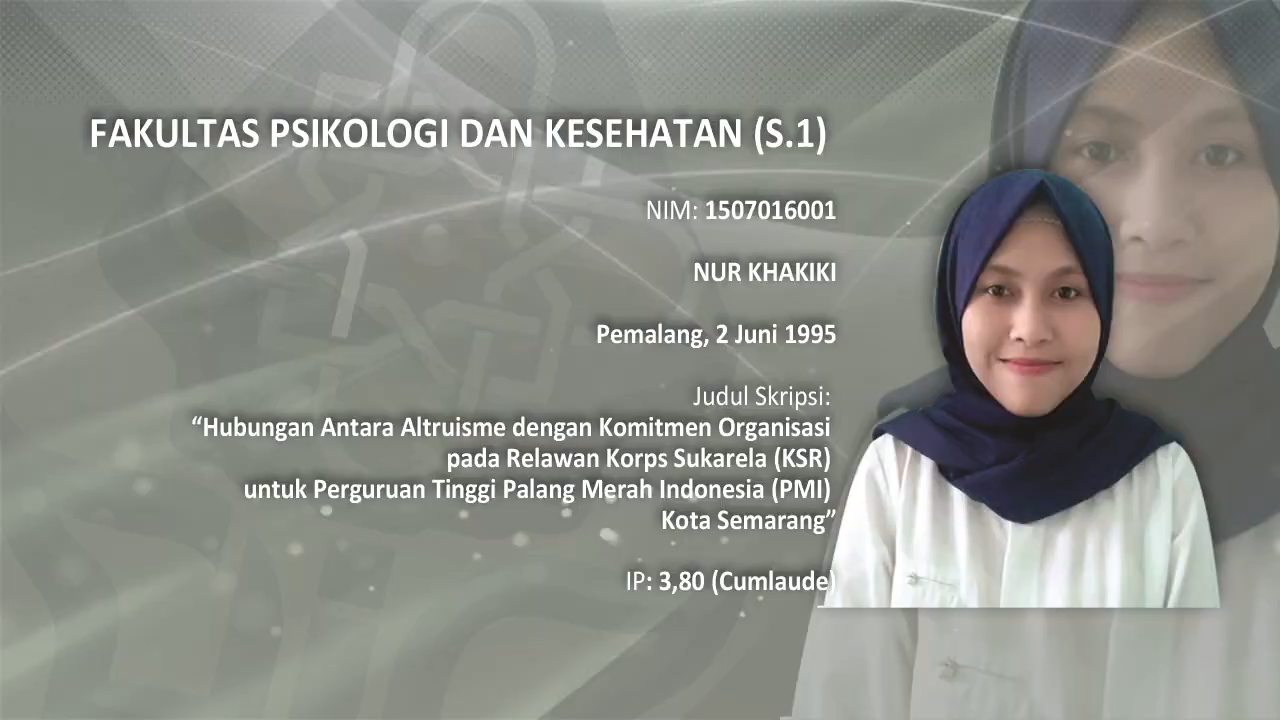 FAKULTAS PSIKOLOGI DAN KESEHATAN (S.1)
NIM: 1507016001
NUR KHAKIKI
Pemalang, 2 Juni 1995
Judul Skripsi:
“Hubungan Antara Altruisme dengan Komitmen Organisasi
pada Relawan Korps Sukarela (KSR)
untuk Perguruan Tinggi Palang Merah Indonesia (PMI)
Kota Semarang”
IP: 3,80 (Cumlaude)